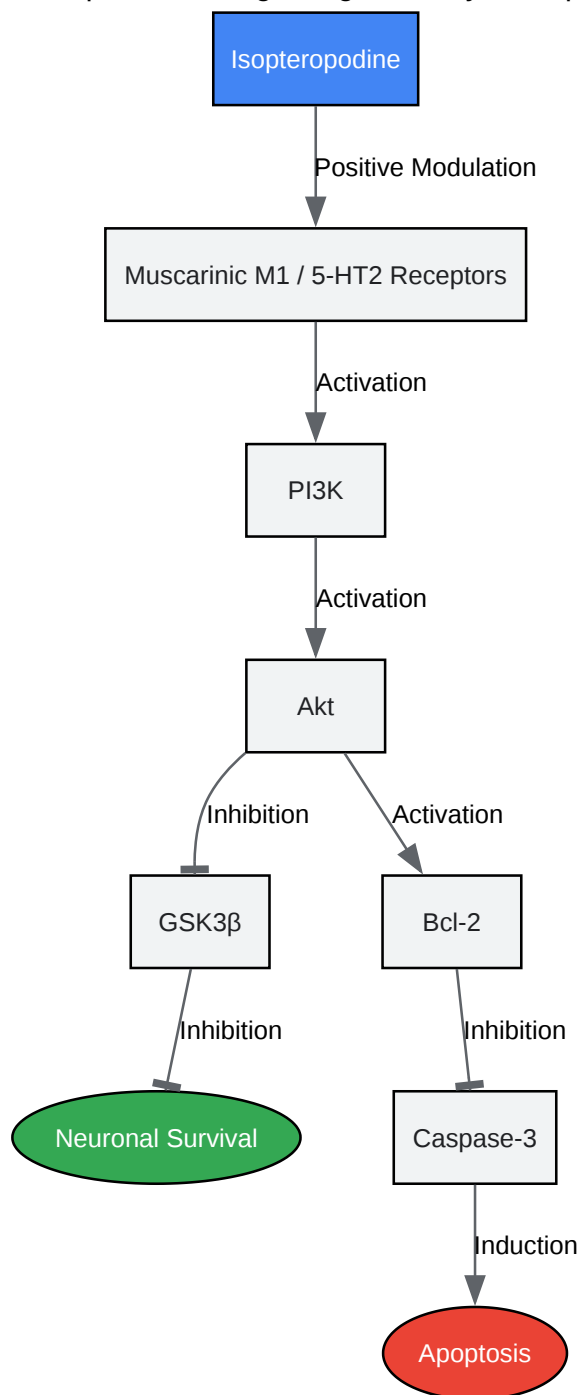 Isopteropodine
Positive Modulation
Muscarinic M1 / 5-HT2 Receptors
Activation
PI3K
Activation
Akt
Inhibition
Activation
GSK3β
Bcl-2
Inhibition
Inhibition
Neuronal Survival
Caspase-3
Induction
Apoptosis